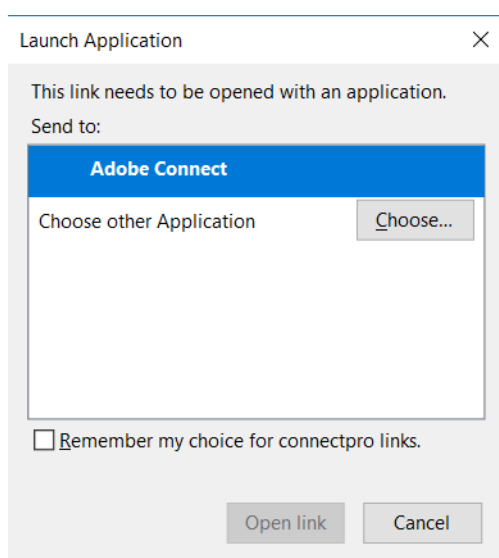 Launch Application
This link needs to be opened with an application.
Send to:
Adobe Connect
Choose other Application
Choose...
Remember my choice for connectpro links.
Open link
Cancel